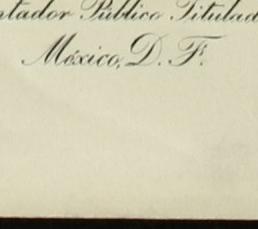 ntador Público Titulad
México, D. F.